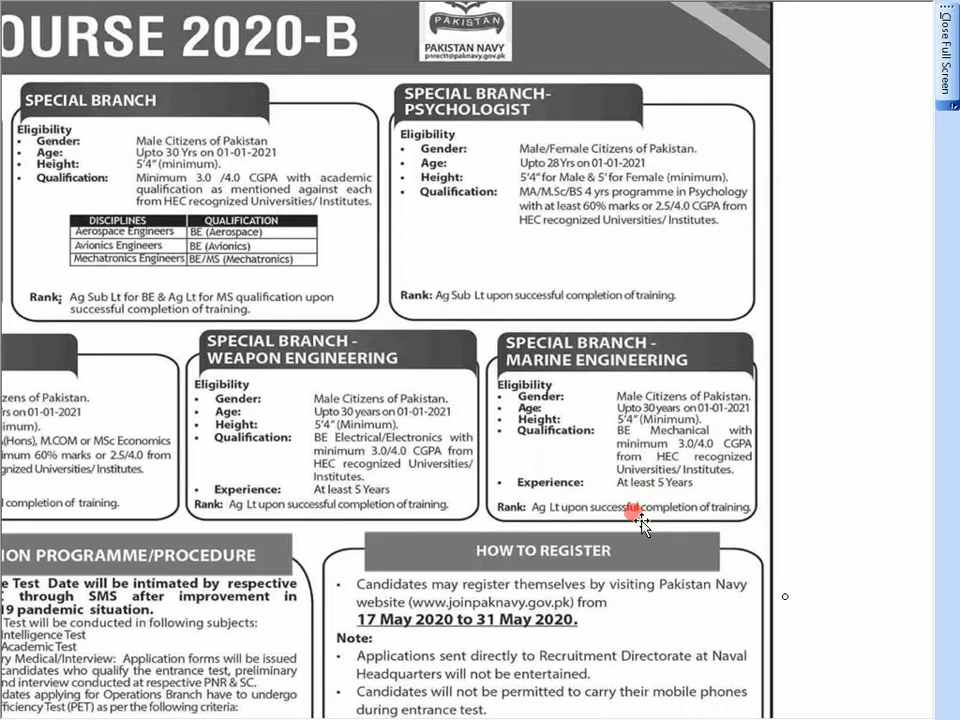 OURSE 2020-B
PAKISTAN
PAKISTAN NAVY
pnrectt@paknavy.gov.pk
Close Full Screen
SPECIAL BRANCH
Eligibility
• Gender: Male Citizens of Pakistan
• Age: Upto 30 Yrs on 01-01-2021
• Height: 5'4" (minimum).
• Qualification: Minimum 3.0 /4.0 CGPA with academic
qualification as mentioned against each
from HEC recognized Universities/ Institutes.
DISCIPLINES QUALIFICATION
Aerospace Engineers BE (Aerospace)
Avionics Engineers BE (Avionics)
Mechatronics Engineers BE/MS (Mechatronics)
Rank: Ag Sub Lt for BE & Ag Lt for MS qualification upon
successful completion of training.
SPECIAL BRANCH-
PSYCHOLOGIST
Eligibility
• Gender: Male/Female Citizens of Pakistan.
• Age: Upto 28 Yrs on 01-01-2021
• Height: 5'4" for Male & 5' for Female (minimum).
• Qualification: MA/M.Sc/BS 4 yrs programme in Psychology
with at least 60% marks or 2.5/4.0 CGPA from
HEC recognized Universities/ Institutes.
Rank: Ag Sub Lt upon successful completion of training.
zens of Pakistan.
rs on 01-01-2021
imum).
(Hons), M.COM or MSc Economics
imum 60% marks or 2.5/4.0 from
gnized Universities/ Institutes.
l completion of training.
SPECIAL BRANCH -
WEAPON ENGINEERING
Eligibility
• Gender: Male Citizens of Pakistan.
• Age: Upto 30 years on 01-01-2021
• Height: 5'4" (Minimum).
• Qualification: BE Electrical/Electronics with
minimum 3.0/4.0 CGPA from
HEC recognized Universities/
Institutes.
• Experience: At least 5 Years
Rank: Ag Lt upon successful completion of training.
SPECIAL BRANCH -
MARINE ENGINEERING
Eligibility
• Gender: Male Citizens of Pakistan.
• Age: Upto 30 years on 01-01-2021
• Height: 5'4" (Minimum).
• Qualification: BE Mechanical with
minimum 3.0/4.0 CGPA
from HEC recognized
Universities/ Institutes.
• Experience: At least 5 Years
Rank: Ag Lt upon successful completion of training.
ION PROGRAMME/PROCEDURE
e Test Date will be intimated by respective
C through SMS after improvement in
19 pandemic situation.
Test will be conducted in following subjects:
Intelligence Test
Academic Test
ry Medical/Interview: Application forms will be issued
candidates who qualify the entrance test, preliminary
nd interview conducted at respective PNR & SC.
dates applying for Operations Branch have to undergo
ficiency Test (PET) as per the following criteria:
HOW TO REGISTER
• Candidates may register themselves by visiting Pakistan Navy
website (www.joinpaknavy.gov.pk) from
17 May 2020 to 31 May 2020.
Note:
• Applications sent directly to Recruitment Directorate at Naval
Headquarters will not be entertained.
• Candidates will not be permitted to carry their mobile phones
during entrance test.